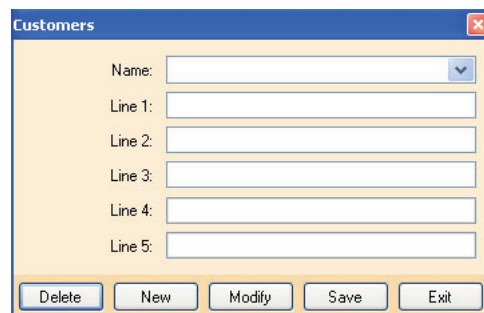 Customers
Name:
Line 1:
Line 2:
Line 3:
Line 4:
Line 5:
Delete New Modify Save Exit